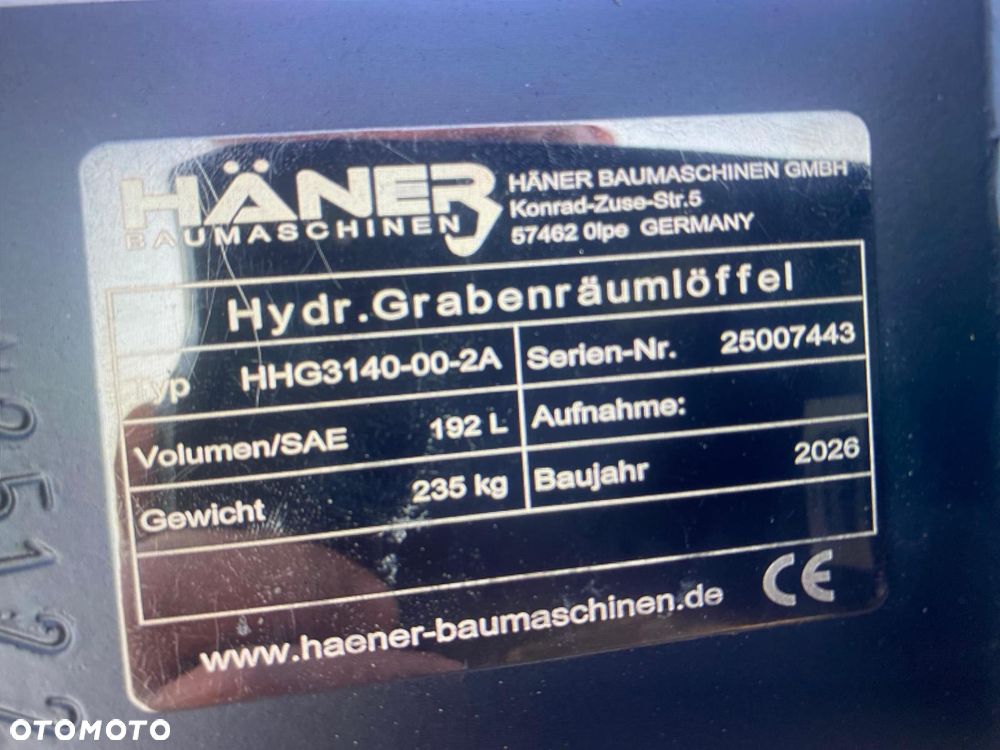 HÄNER
BAUMASCHINEN
HÄNER BAUMASCHINEN GMBH
Konrad-Zuse-Str.5
57462 Olpe GERMANY
Hydr.Grabenräumlöffel
Typ HHG3140-00-2A
Serien-Nr. 25007443
Volumen/SAE 192 L
Aufnahme:
Gewicht 235 kg
Baujahr 2026
CE
www.haener-baumaschinen.de
OTOMOTO